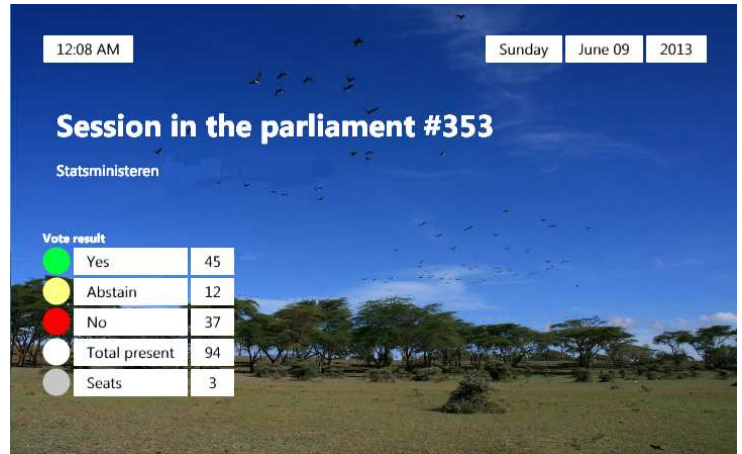 12:08 AM Sunday June 09 2013
Session in the parliament #353
Statsministeren
Vote result
Yes 45
Abstain 12
No 37
Total present 94
Seats 3